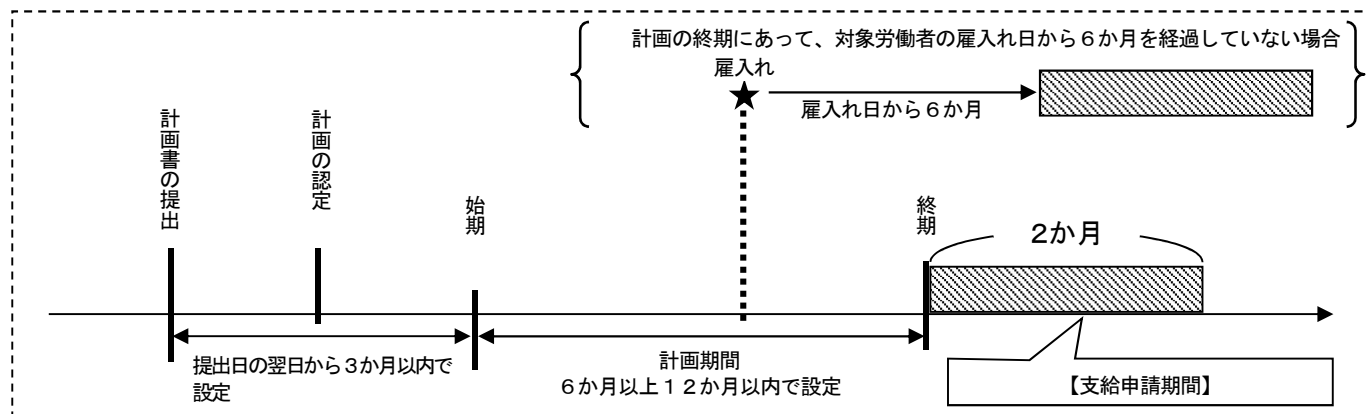 計画の終期にあって、対象労働者の雇入れ日から６か月を経過していない場合
雇入れ
雇入れ日から６か月
計画書の提出
計画の認定
始期
終期
２か月
提出日の翌日から３か月以内で
設定
計画期間
６か月以上１２か月以内で設定
【支給申請期間】